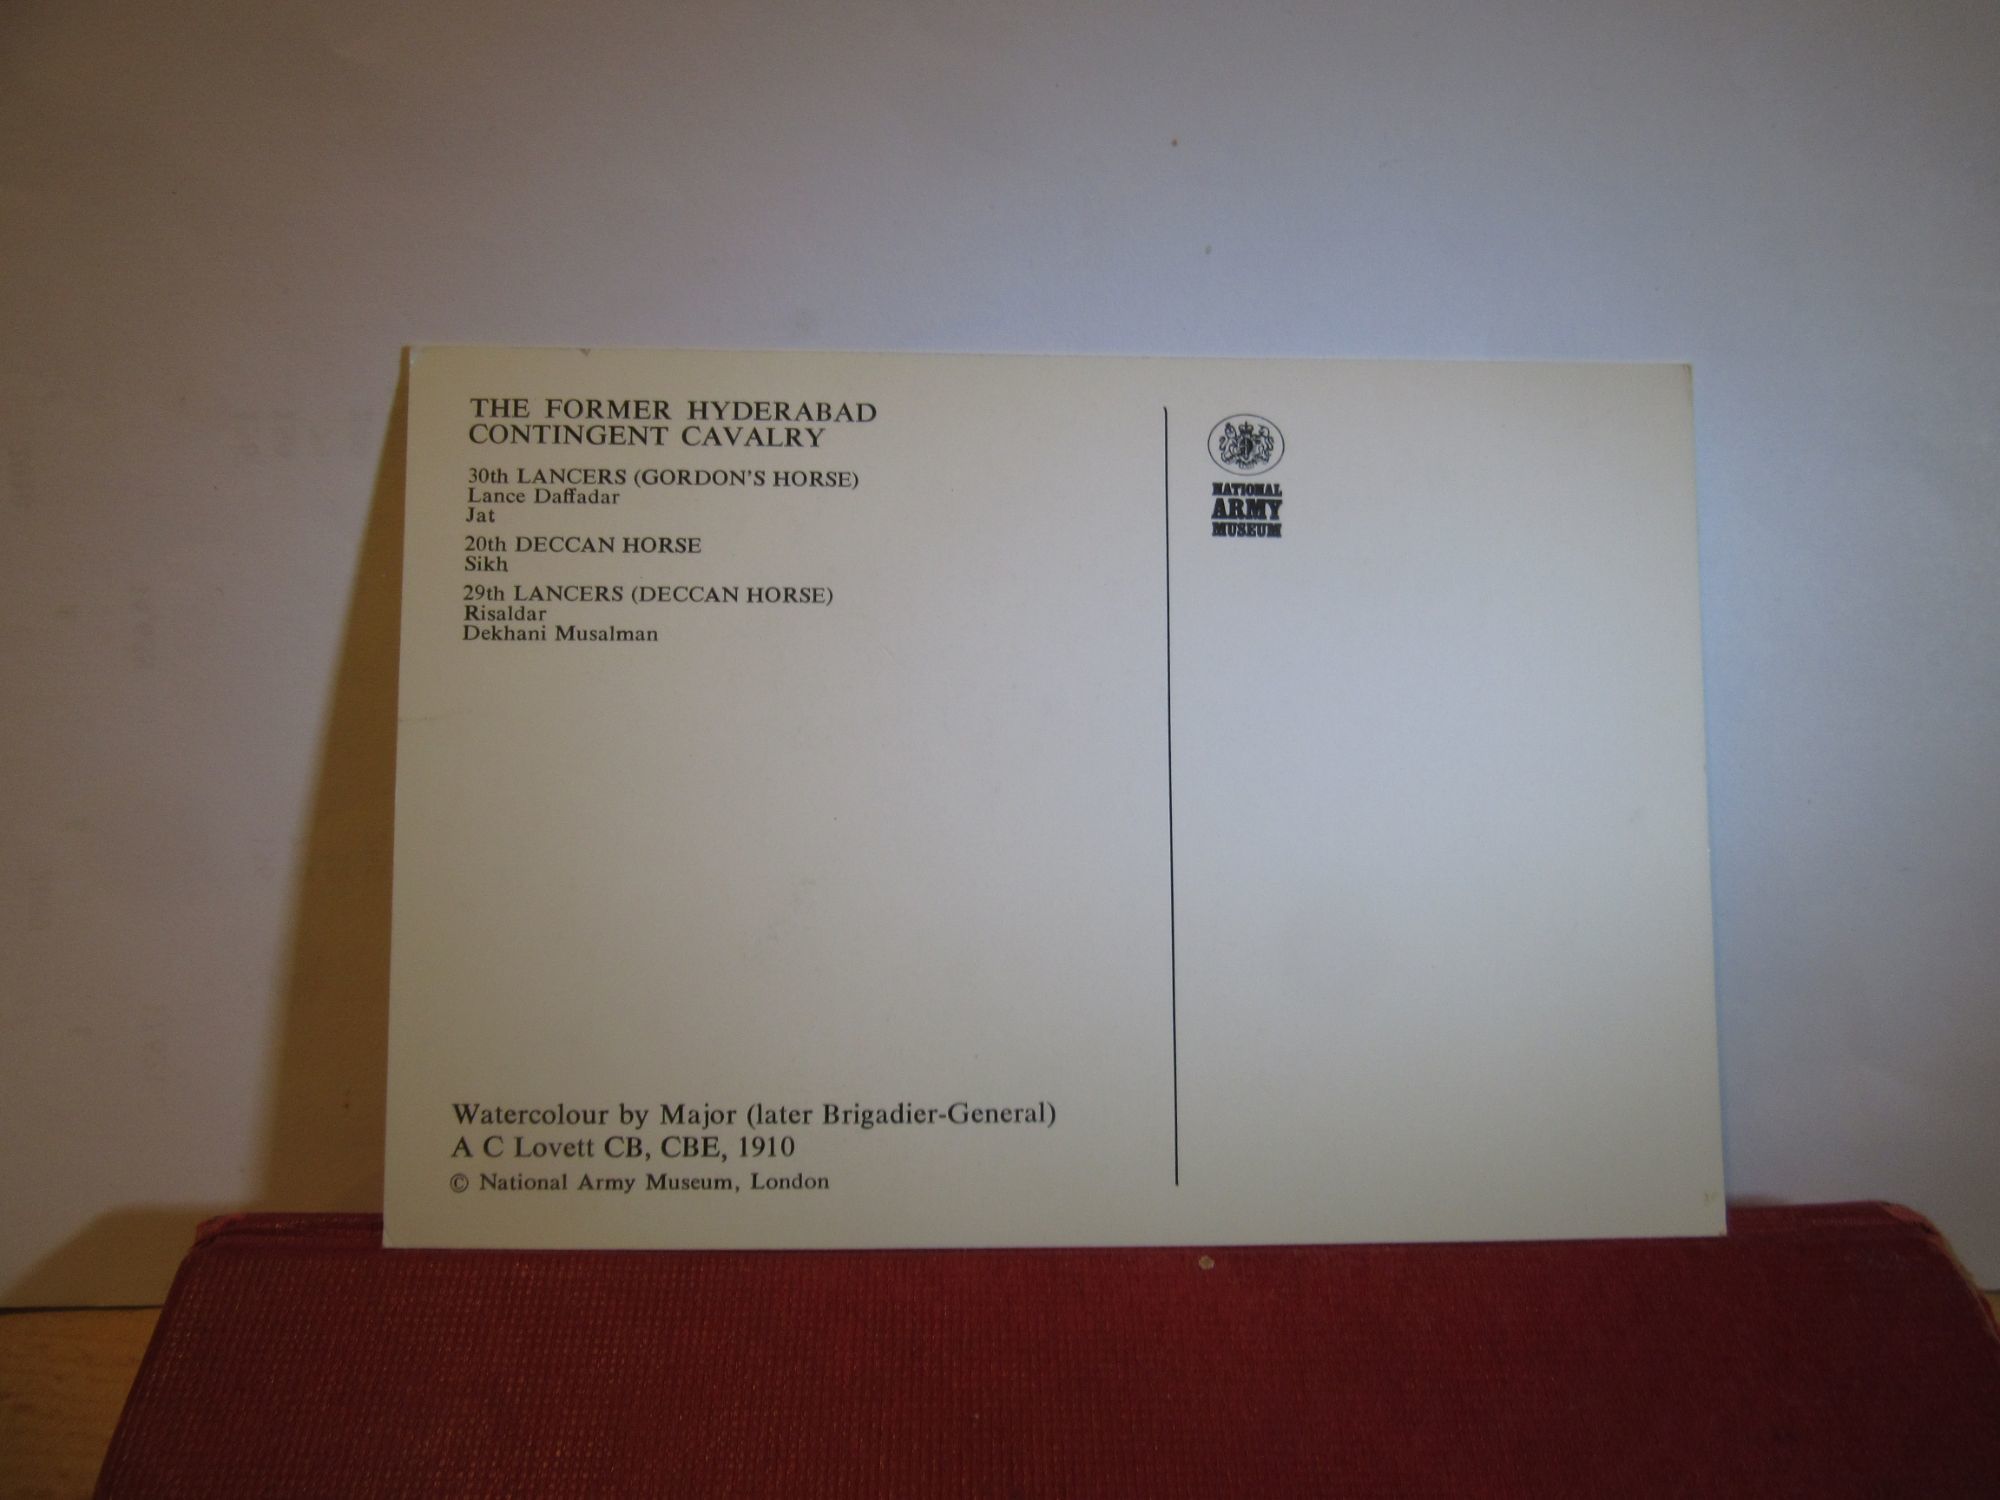 THE FORMER HYDERABAD
CONTINGENT CAVALRY
30th LANCERS (GORDON'S HORSE)
Lance Daffadar
Jat
20th DECCAN HORSE
Sikh
29th LANCERS (DECCAN HORSE)
Risaldar
Dekhani Musalman
Watercolour by Major (later Brigadier-General)
A C Lovett CB, CBE, 1910
© National Army Museum, London
NATIONAL
ARMY
MUSEUM